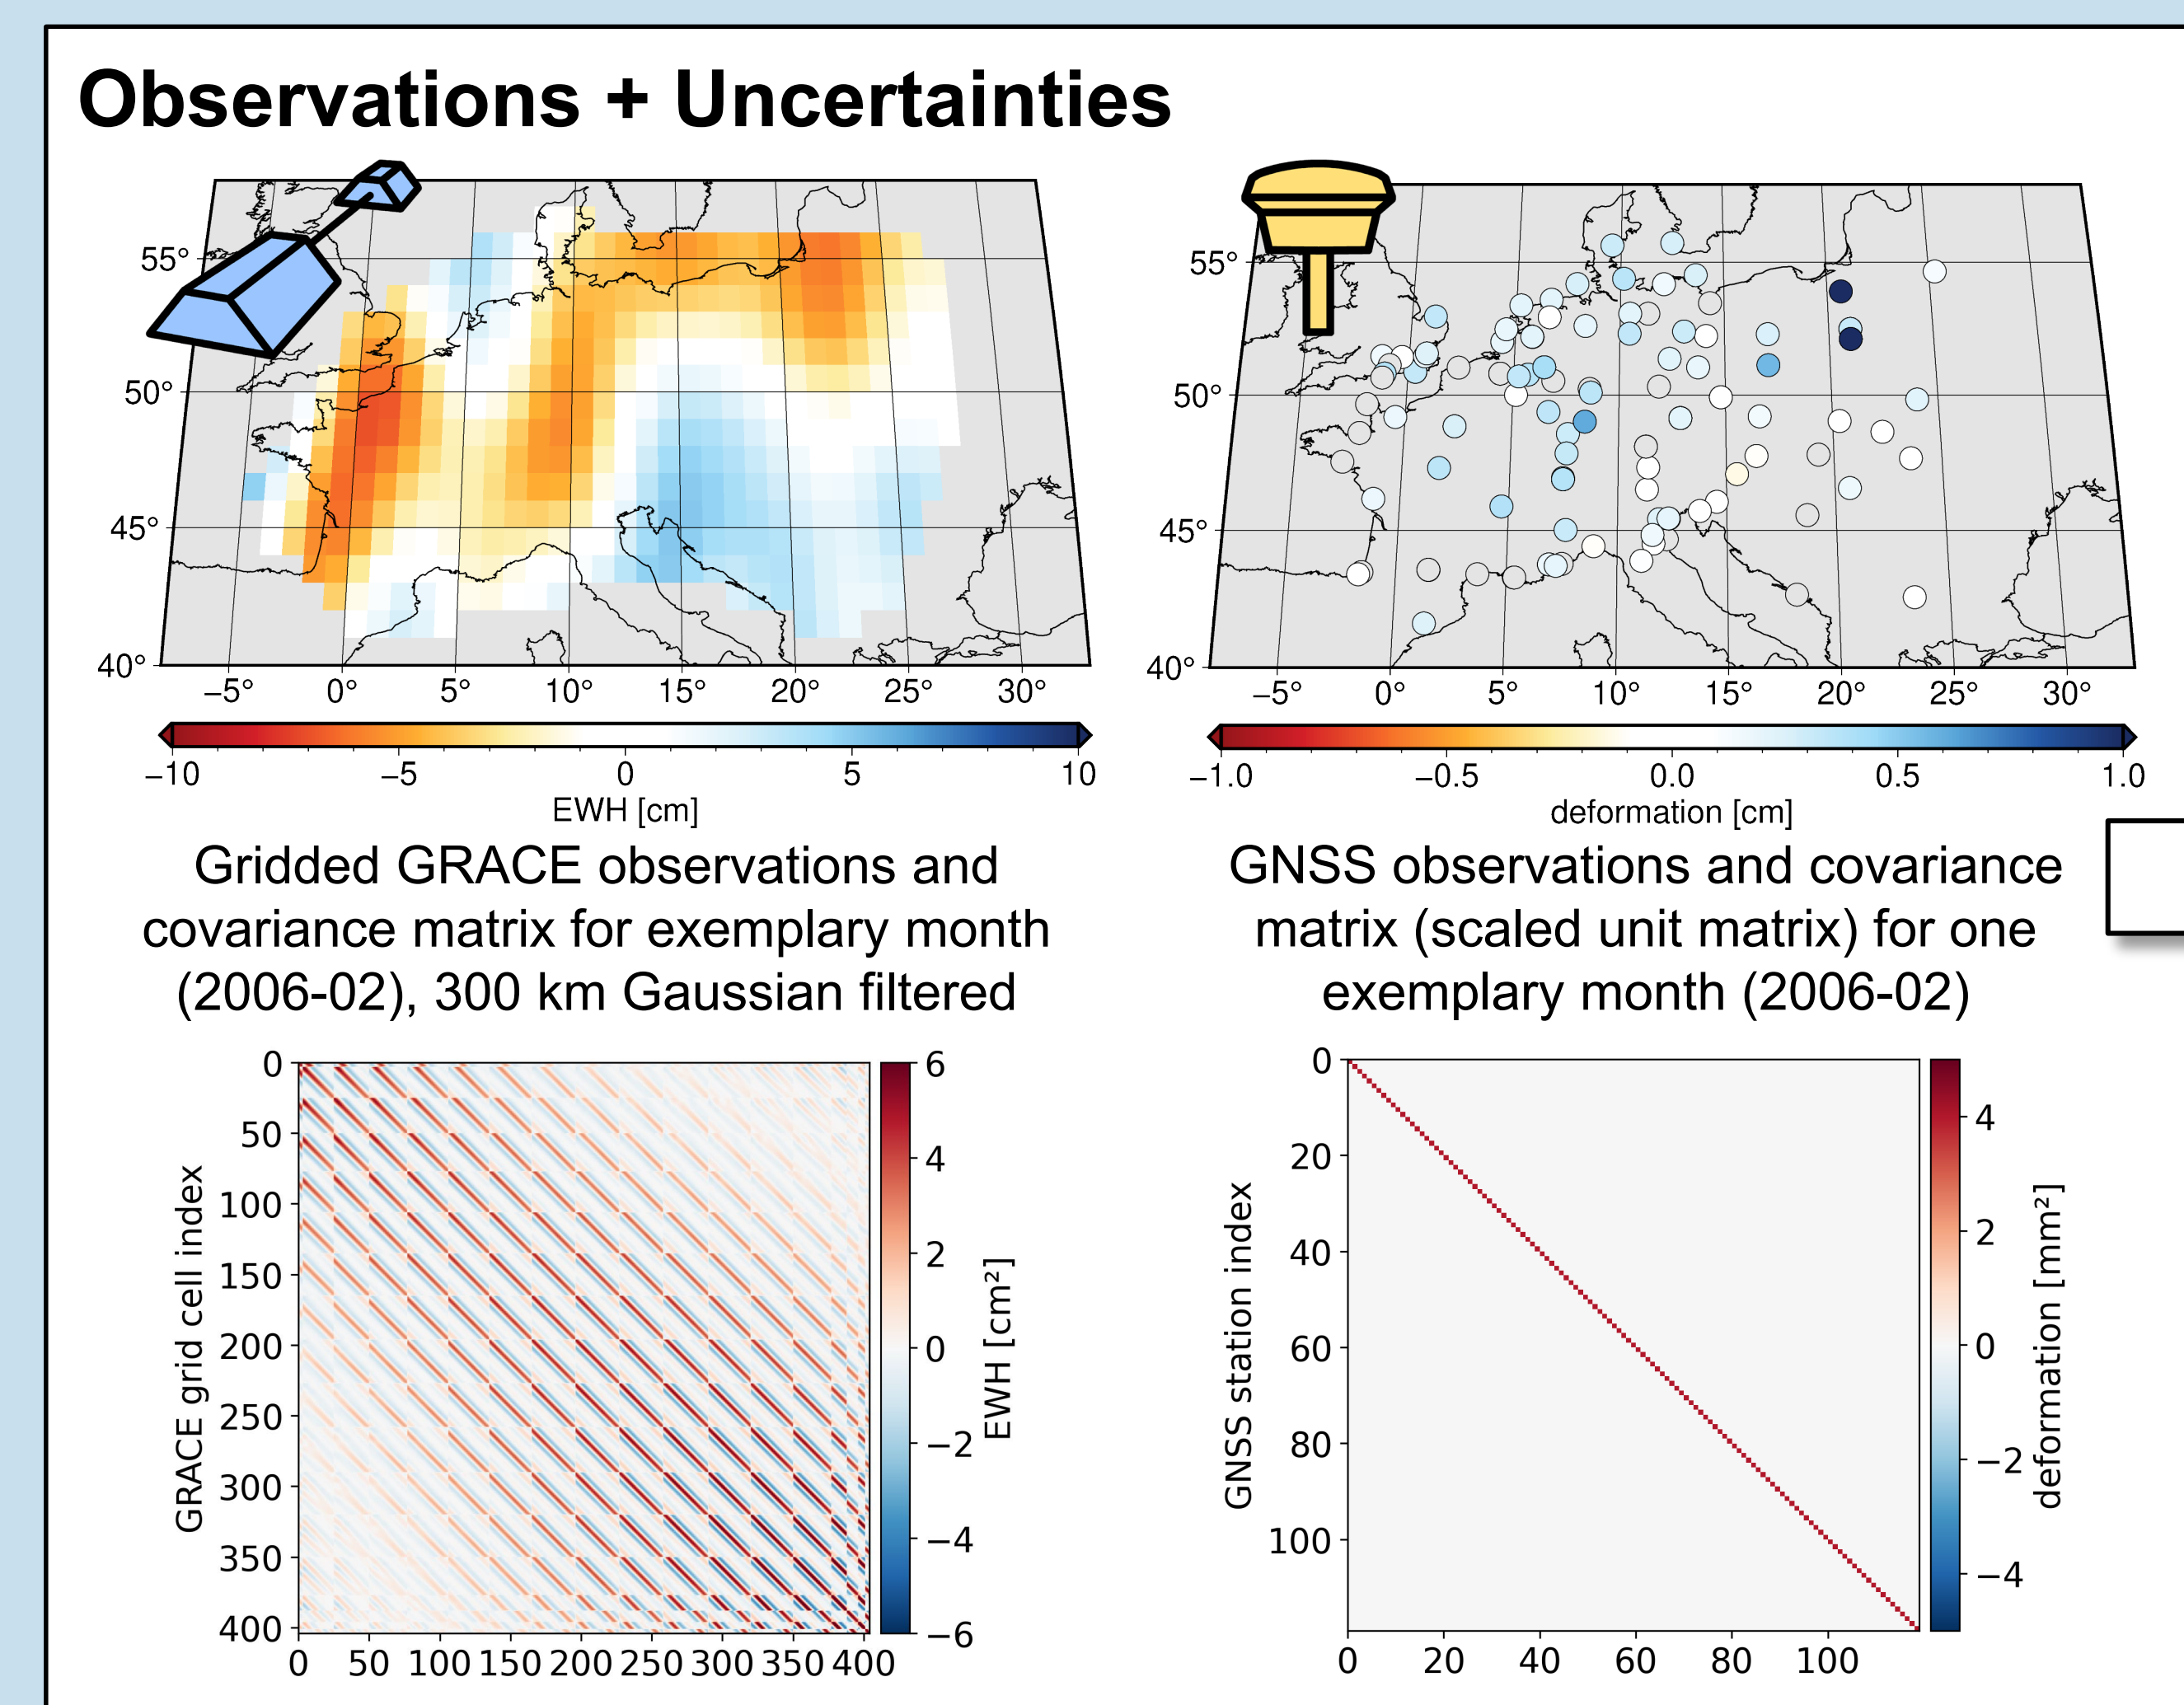 Observations + Uncertainties
55°
50°
45°
40°
−5° 0° 5° 10° 15° 20° 25° 30°
−10 −5 0 5 10
EWH [cm]
55°
50°
45°
40°
−5° 0° 5° 10° 15° 20° 25° 30°
−1.0 −0.5 0.0 0.5 1.0
deformation [cm]
Gridded GRACE observations and
covariance matrix for exemplary month
(2006-02), 300 km Gaussian filtered
GNSS observations and covariance
matrix (scaled unit matrix) for one
exemplary month (2006-02)
GRACE grid cell index
0
50
100
150
200
250
300
350
400
0 50 100 150 200 250 300 350 400
6
4
2
0
−2
−4
−6
EWH [cm²]
GNSS station index
0
20
40
60
80
100
0 20 40 60 80 100
4
2
0
−2
−4
deformation [mm²]